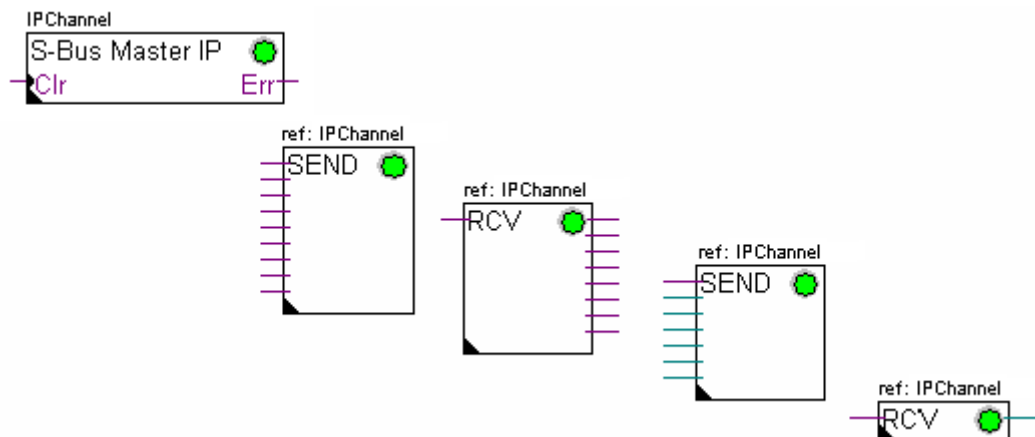 IPChannel
S-Bus Master IP
Clr Err
ref: IPChannel
SEND
ref: IPChannel
RCV
ref: IPChannel
SEND
ref: IPChannel
RCV